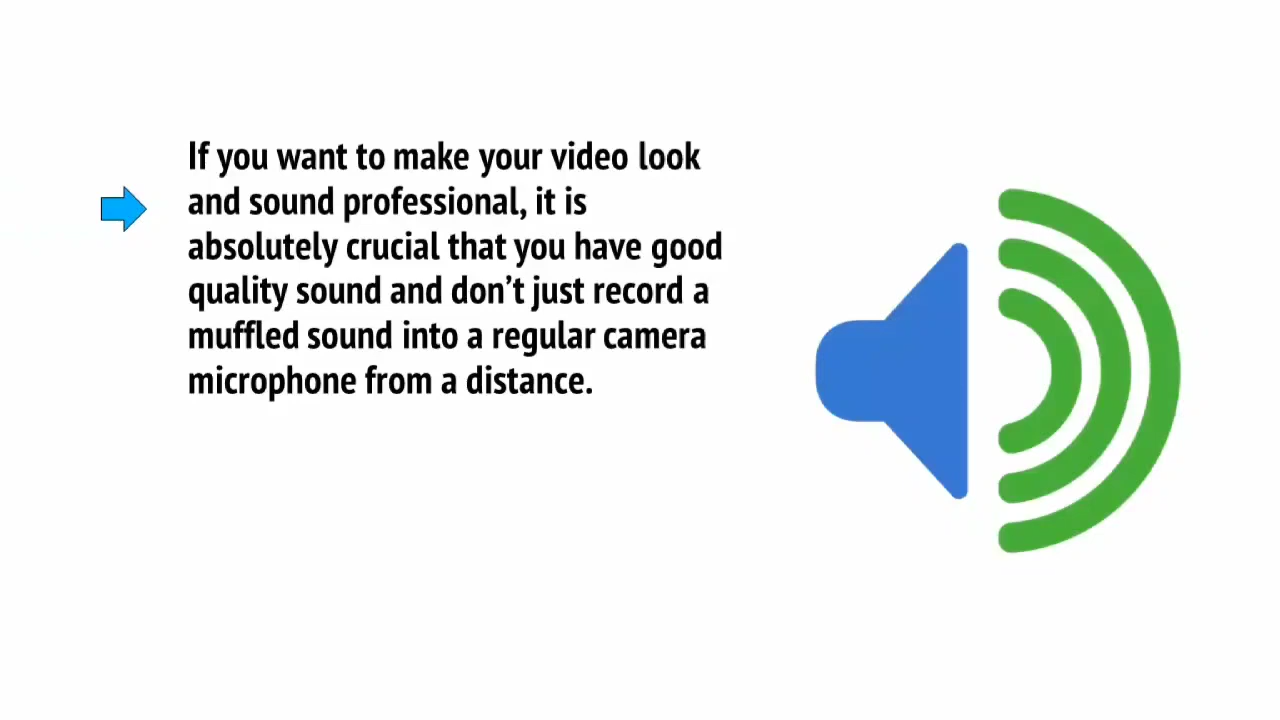 If you want to make your video look
and sound professional, it is
absolutely crucial that you have good
quality sound and don’t just record a
muffled sound into a regular camera
microphone from a distance.